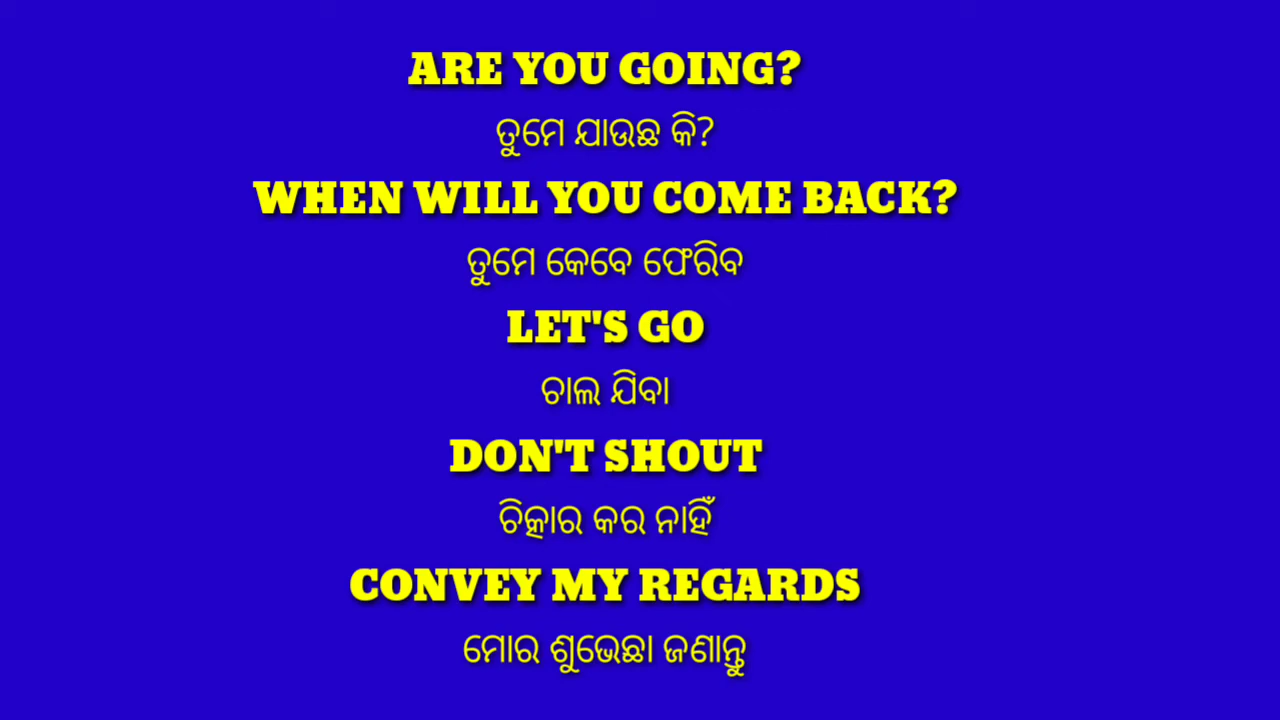 ARE YOU GOING?
ତୁମେ ଯାଉଛ କି?
WHEN WILL YOU COME BACK?
ତୁମେ କେବେ ଫେରିବ
LET'S GO
ଚାଲ ଯିବା
DON'T SHOUT
ଚିତ୍କାର କର ନାହିଁ
CONVEY MY REGARDS
ମୋର ଶୁଭେଛା ଜଣାନ୍ତୁ